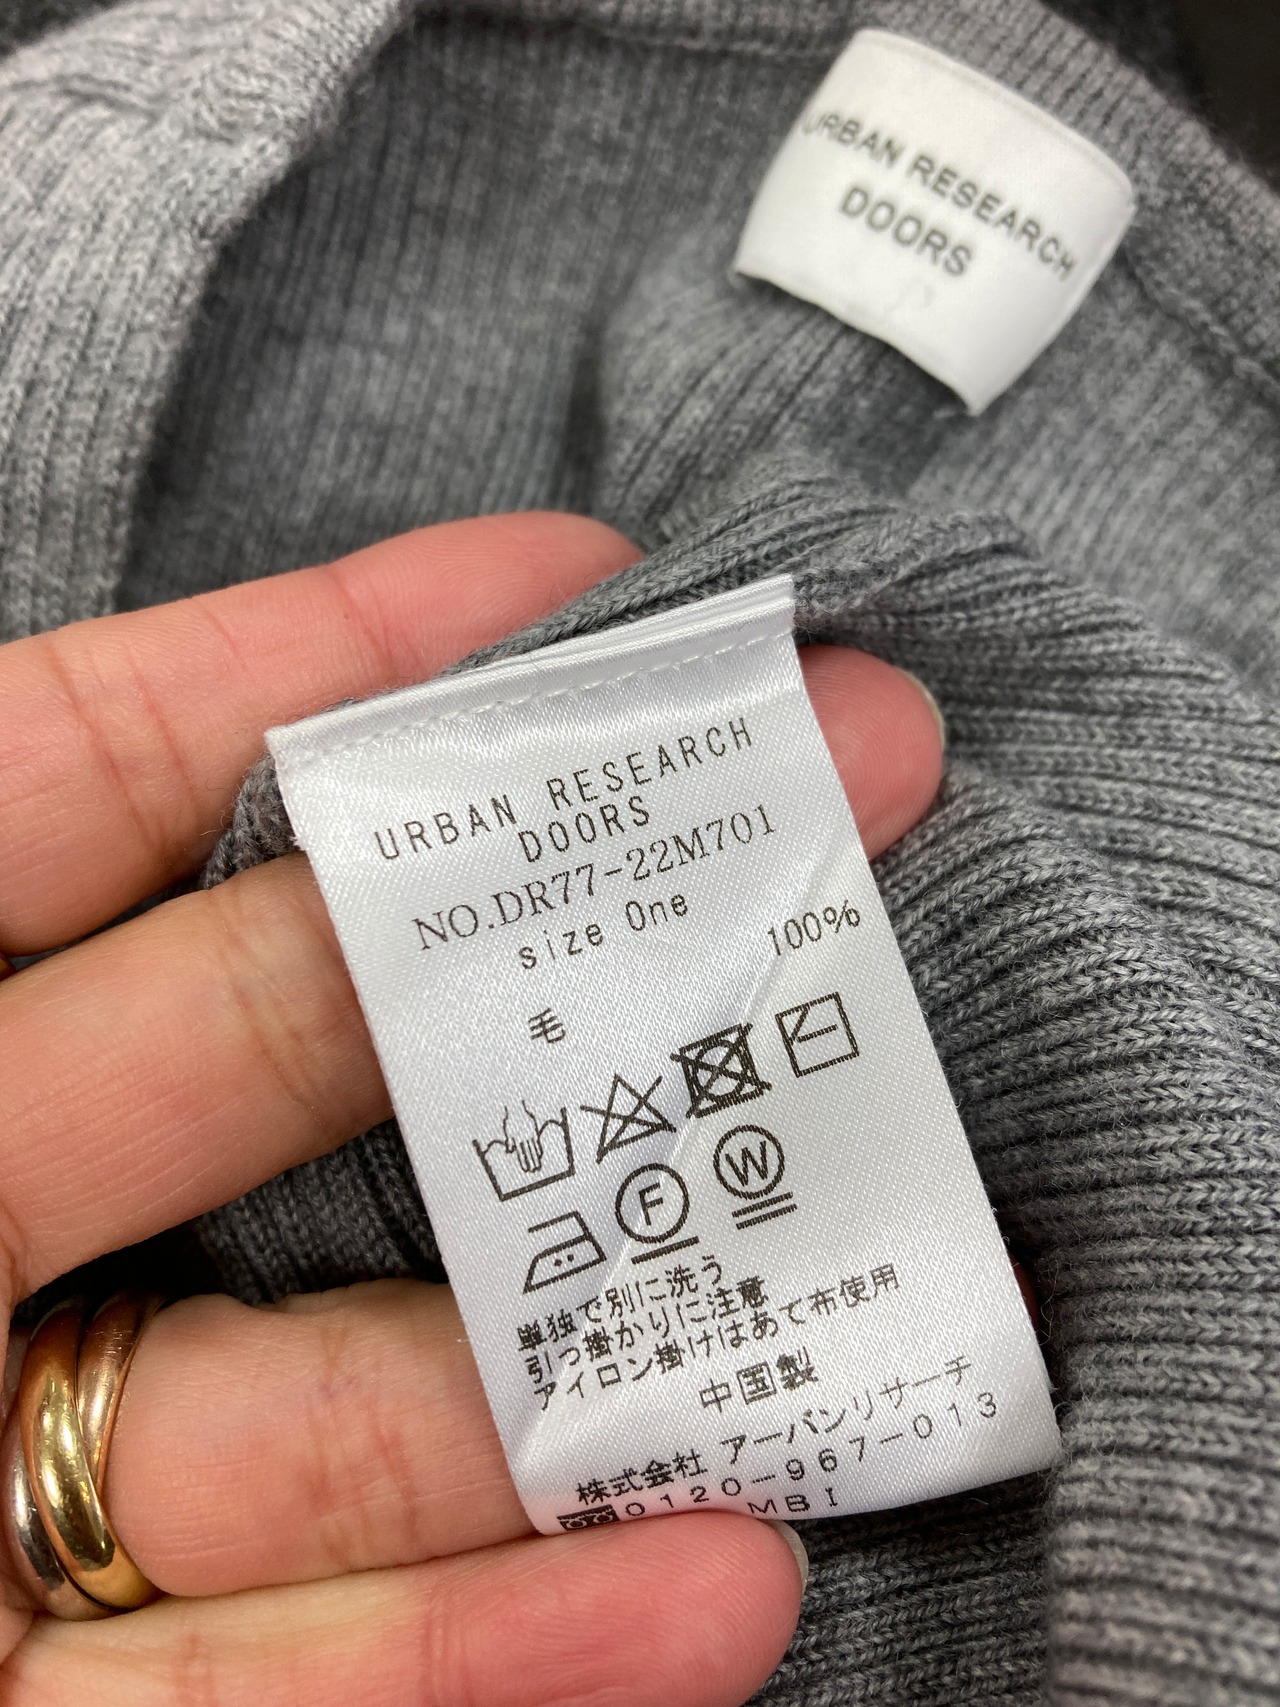 URBAN RESEARCH
DOORS
URBAN RESEARCH
DOORS
NO.DR77-22M701
size One
毛 100%
F W
単独で別に洗う
引っ掛かりに注意
アイロン掛けはあて布使用
中国製
株式会社 アーバンリサーチ
0120-967-013
MBI